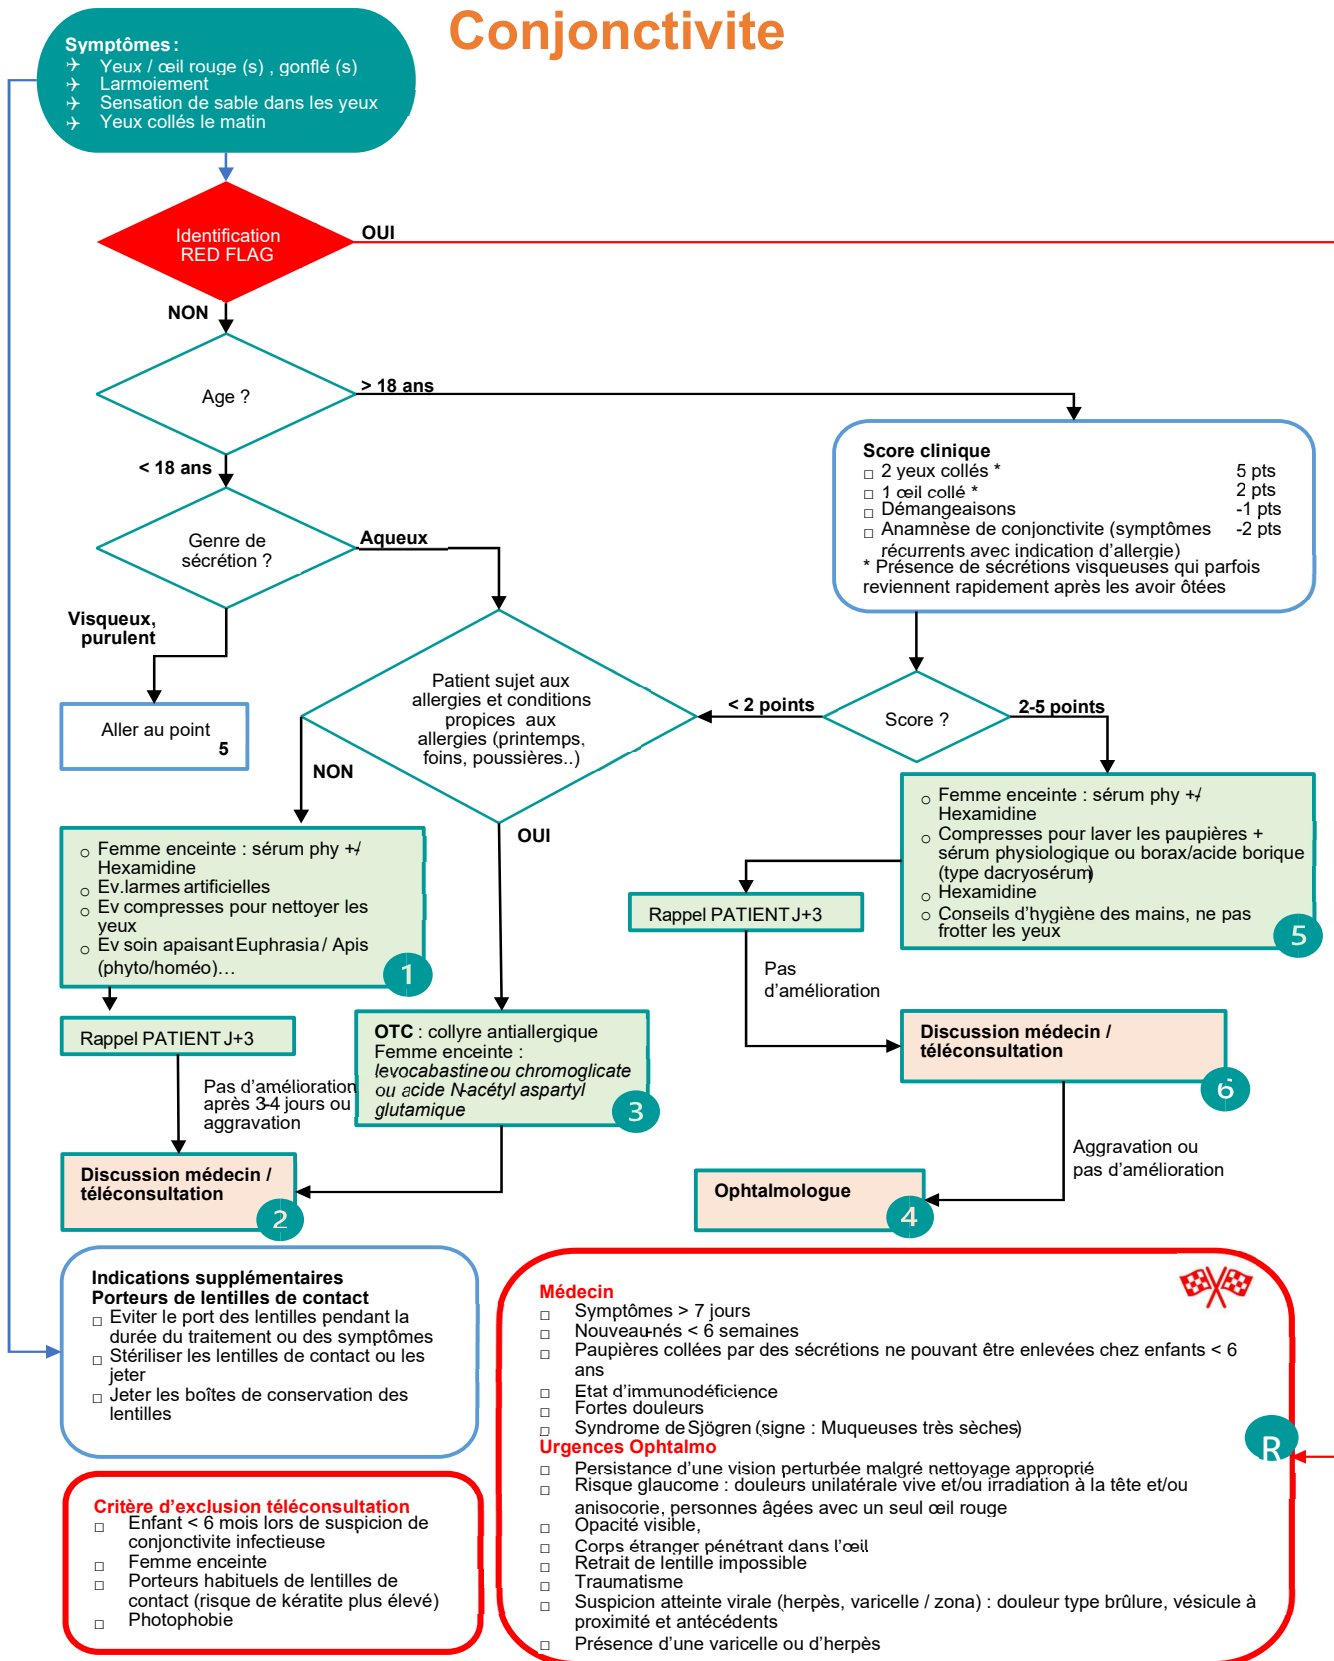 Conjonctivite
Symptômes :
Yeux / œil rouge (s) , gonflé (s)
Larmoiement
Sensation de sable dans les yeux
Yeux collés le matin
Identification
RED FLAG
OUI
NON
Age ?
> 18 ans
< 18 ans
Score clinique
□ 2 yeux collés * 5 pts
□ 1 œil collé * 2 pts
□ Démangeaisons -1 pts
□ Anamnèse de conjonctivite (symptômes -2 pts
récurrents avec indication d'allergie)
* Présence de sécrétions visqueuses qui parfois
reviennent rapidement après les avoir ôtées
Genre de
sécrétion ?
Aqueux
Visqueux,
purulent
Aller au point
5
Patient sujet aux
allergies et conditions
propices aux
allergies (printemps,
foins, poussières..)
< 2 points
Score ?
2-5 points
NON
OUI
○ Femme enceinte : sérum phy +/
Hexamidine
○ Ev.larmes artificielles
○ Ev compresses pour nettoyer les
yeux
○ Ev soin apaisant Euphrasia / Apis
(phyto/homéo)…
1
○ Femme enceinte : sérum phy +/
Hexamidine
○ Compresses pour laver les paupières +
sérum physiologique ou borax/acide borique
(type dacryosérum)
○ Hexamidine
○ Conseils d'hygiène des mains, ne pas
frotter les yeux
5
Rappel PATIENT J+3
Pas
d'amélioration
Rappel PATIENT J+3
Pas d'amélioration
après 3-4 jours ou
aggravation
OTC : collyre antiallergique
Femme enceinte :
levocabastine ou chromoglicate
ou acide N-acétyl aspartyl
glutamique
3
Discussion médecin /
téléconsultation
6
Aggravation ou
pas d'amélioration
Discussion médecin /
téléconsultation
2
Ophtalmologue
4
Indications supplémentaires
Porteurs de lentilles de contact
□ Eviter le port des lentilles pendant la
durée du traitement ou des symptômes
□ Stériliser les lentilles de contact ou les
jeter
□ Jeter les boîtes de conservation des
lentilles
Médecin
□ Symptômes > 7 jours
□ Nouveau-nés < 6 semaines
□ Paupières collées par des sécrétions ne pouvant être enlevées chez enfants < 6
ans
□ Etat d'immunodéficience
□ Fortes douleurs
□ Syndrome de Sjögren (signe : Muqueuses très sèches)
Urgences Ophtalmo
□ Persistance d'une vision perturbée malgré nettoyage approprié
□ Risque glaucome : douleurs unilatérale vive et/ou irradiation à la tête et/ou
anisocorie, personnes âgées avec un seul œil rouge
□ Opacité visible,
□ Corps étranger pénétrant dans l'œil
□ Retrait de lentille impossible
□ Traumatisme
□ Suspicion atteinte virale (herpès, varicelle / zona) : douleur type brûlure, vésicule à
proximité et antécédents
□ Présence d'une varicelle ou d'herpès
R
Critère d'exclusion téléconsultation
□ Enfant < 6 mois lors de suspicion de
conjonctivite infectieuse
□ Femme enceinte
□ Porteurs habituels de lentilles de
contact (risque de kératite plus élevé)
□ Photophobie